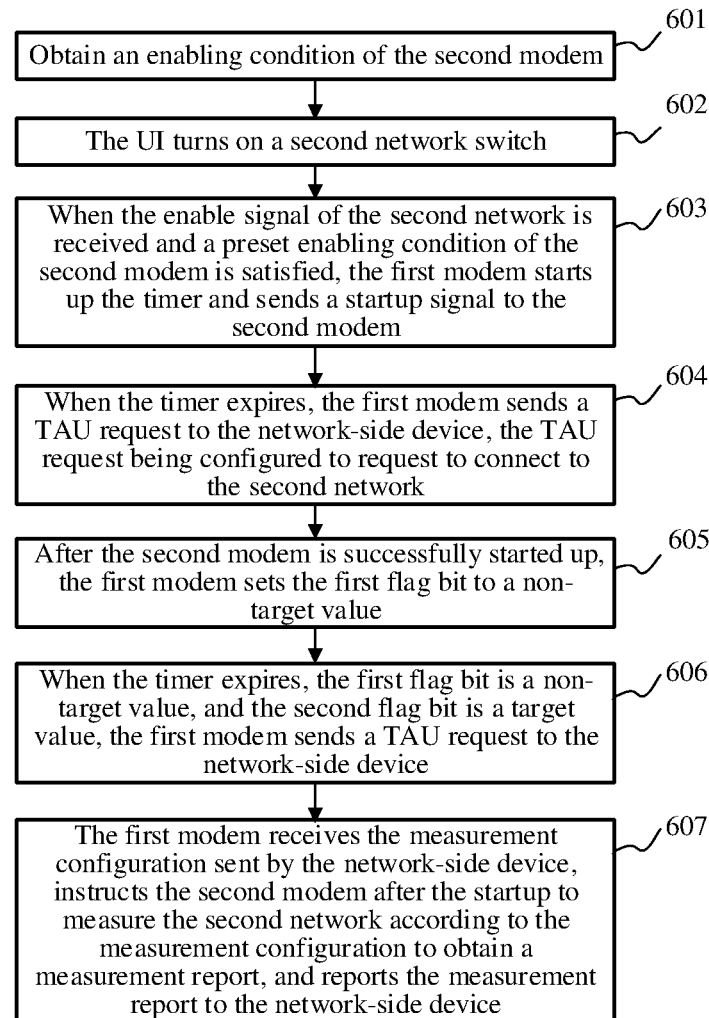 601
Obtain an enabling condition of the second modem
602
The UI turns on a second network switch
603
When the enable signal of the second network is
received and a preset enabling condition of the
second modem is satisfied, the first modem starts
up the timer and sends a startup signal to the
second modem
604
When the timer expires, the first modem sends a
TAU request to the network-side device, the TAU
request being configured to request to connect to
the second network
605
After the second modem is successfully started up,
the first modem sets the first flag bit to a non-
target value
606
When the timer expires, the first flag bit is a non-
target value, and the second flag bit is a target
value, the first modem sends a TAU request to the
network-side device
607
The first modem receives the measurement
configuration sent by the network-side device,
instructs the second modem after the startup to
measure the second network according to the
measurement configuration to obtain a
measurement report, and reports the measurement
report to the network-side device